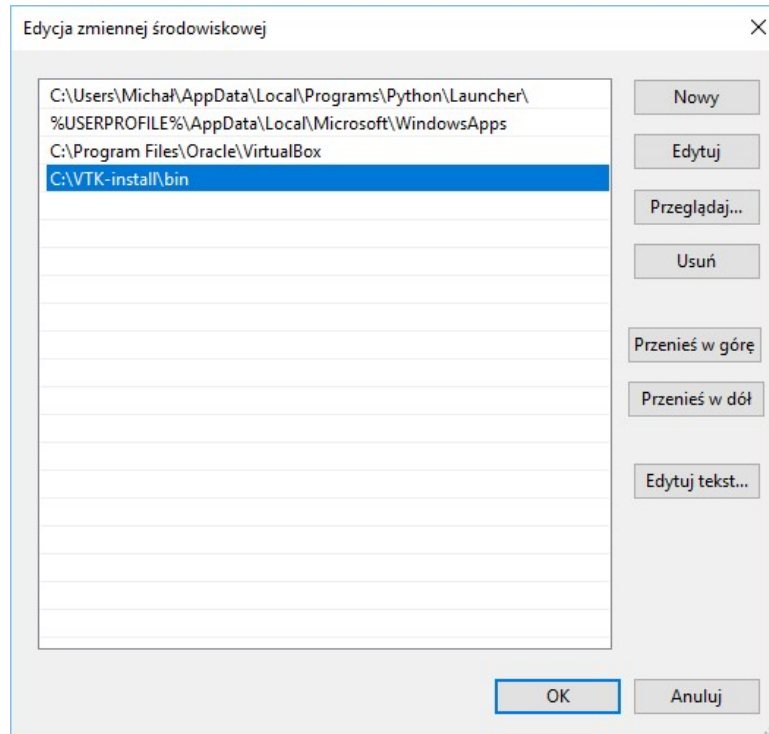 Edycja zmiennej środowiskowej
C:\Users\Michał\AppData\Local\Programs\Python\Launcher\
%USERPROFILE%\AppData\Local\Microsoft\WindowsApps
C:\Program Files\Oracle\VirtualBox
C:\VTK-install\bin
Nowy
Edytuj
Przeglądaj...
Usuń
Przenieś w górę
Przenieś w dół
Edytuj tekst...
OK
Anuluj